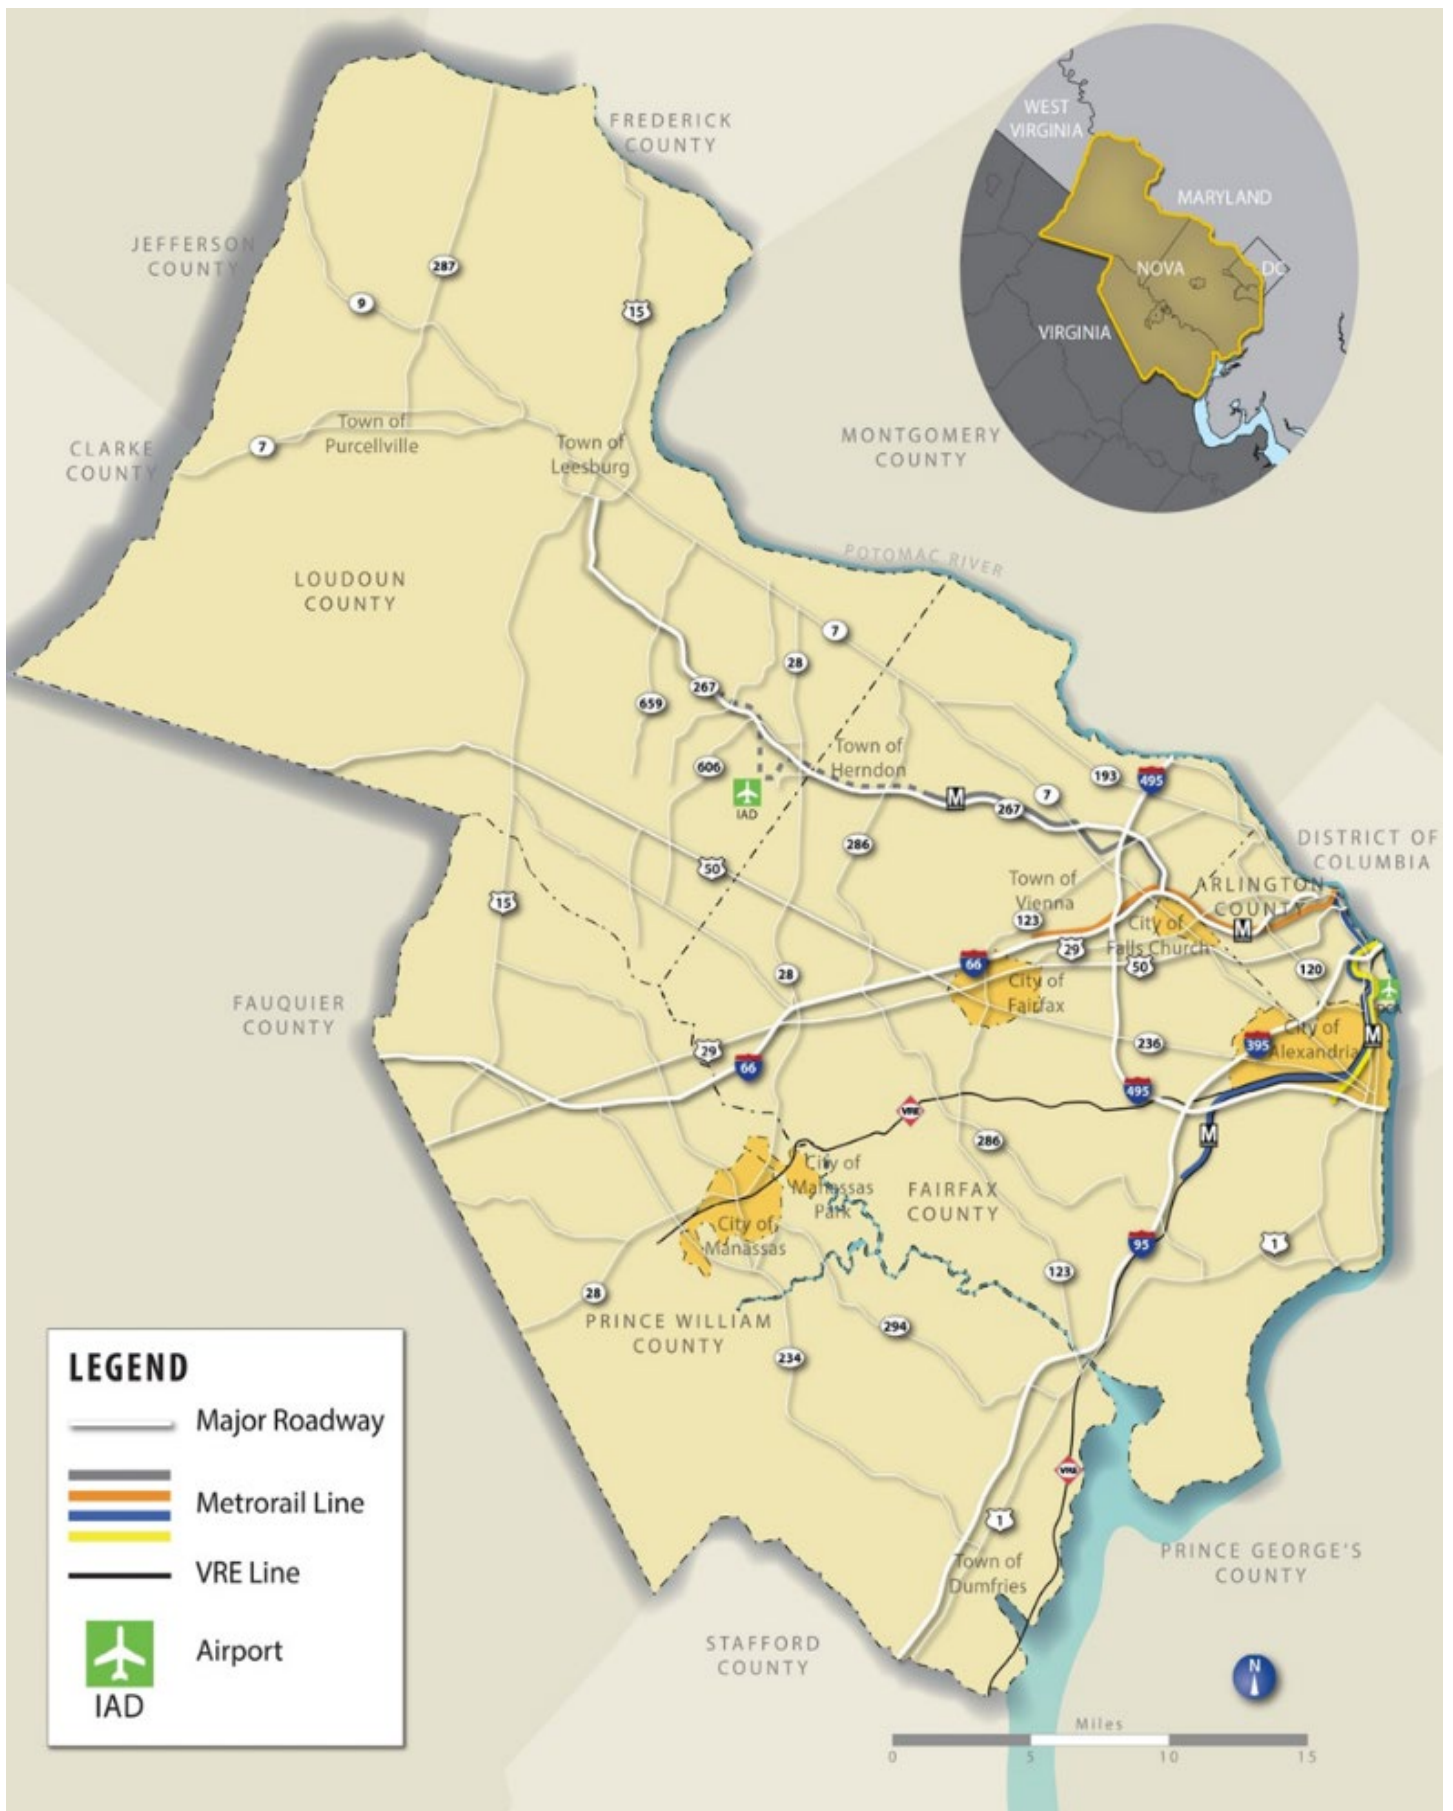 WEST
VIRGINIA
MARYLAND
NOVA
DC
VIRGINIA
FREDERICK
COUNTY
JEFFERSON
COUNTY
287
9
15
Town of
Purcellville
7
CLARKE
COUNTY
Town of
Leesburg
MONTGOMERY
COUNTY
POTOMAC RIVER
LOUDOUN
COUNTY
7
28
267
659
Town of
Herndon
606
IAD
193
495
7
M
267
286
50
DISTRICT OF
COLUMBIA
15
Town of
Vienna
123
ARLINGTON
COUNTY
M
City of
Falls Church
29
50
66
120
28
City of
Fairfax
FAUQUIER
COUNTY
City of
Alexandria
M
395
236
29
66
495
VRE
M
286
City of
Manassas
Park
FAIRFAX
COUNTY
City of
Manassas
95
1
123
28
PRINCE WILLIAM
COUNTY
294
234
VRE
1
Town of
Dumfries
PRINCE GEORGE'S
COUNTY
STAFFORD
COUNTY
N
Miles
0 5 10 15
LEGEND
Major Roadway
Metrorail Line
VRE Line
Airport
IAD